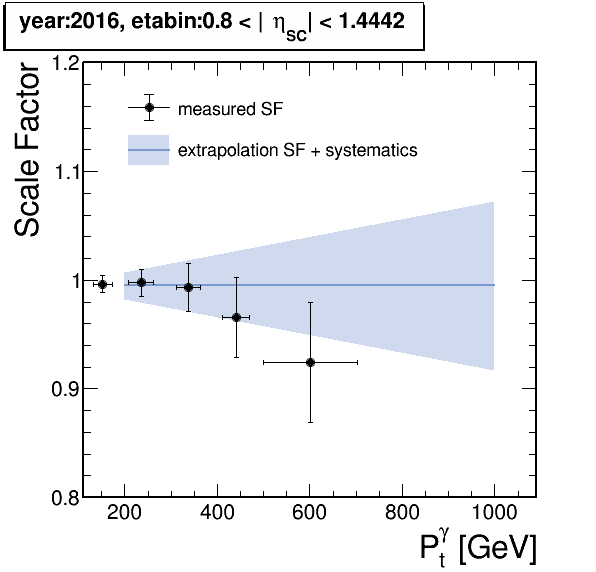 year:2016, etabin:0.8 < | ηSC| < 1.4442
Scale Factor
1.2
1.1
1
0.9
0.8
measured SF
extrapolation SF + systematics
200 400 600 800 1000
Ptγ [GeV]